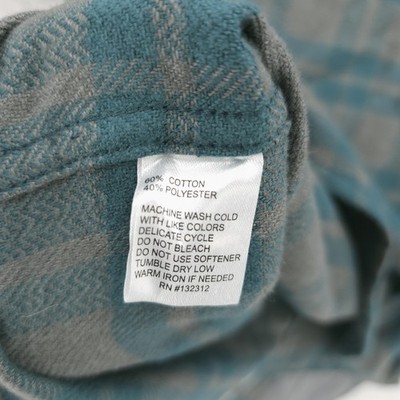 60% COTTON
40% POLYESTER
MACHINE WASH COLD
WITH LIKE COLORS
DELICATE CYCLE
DO NOT BLEACH
DO NOT USE SOFTENER
TUMBLE DRY LOW
WARM IRON IF NEEDED
RN #132312